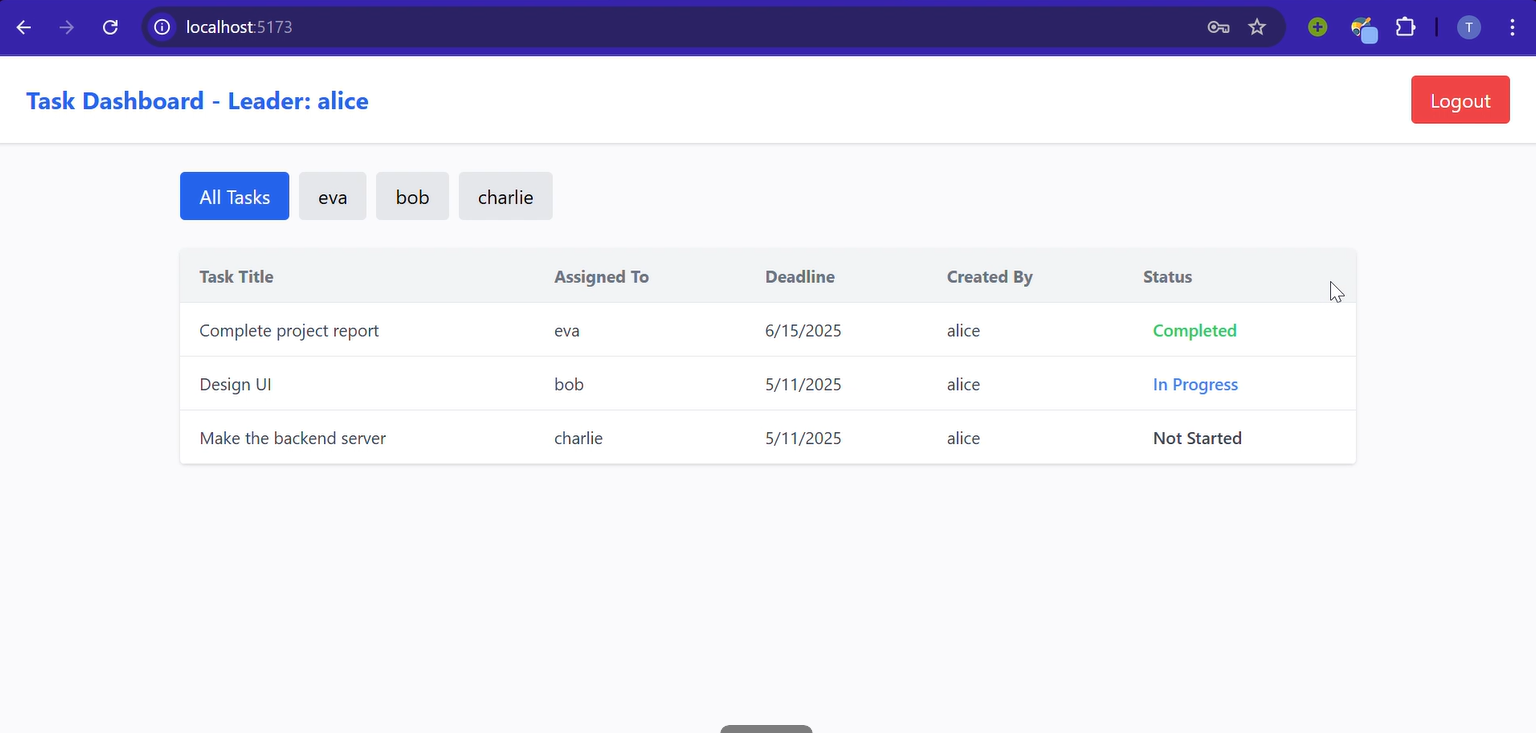 localhost:5173
T
Task Dashboard - Leader: alice
Logout
All Tasks eva bob charlie
Task Title Assigned To Deadline Created By Status
Complete project report eva 6/15/2025 alice Completed
Design UI bob 5/11/2025 alice In Progress
Make the backend server charlie 5/11/2025 alice Not Started